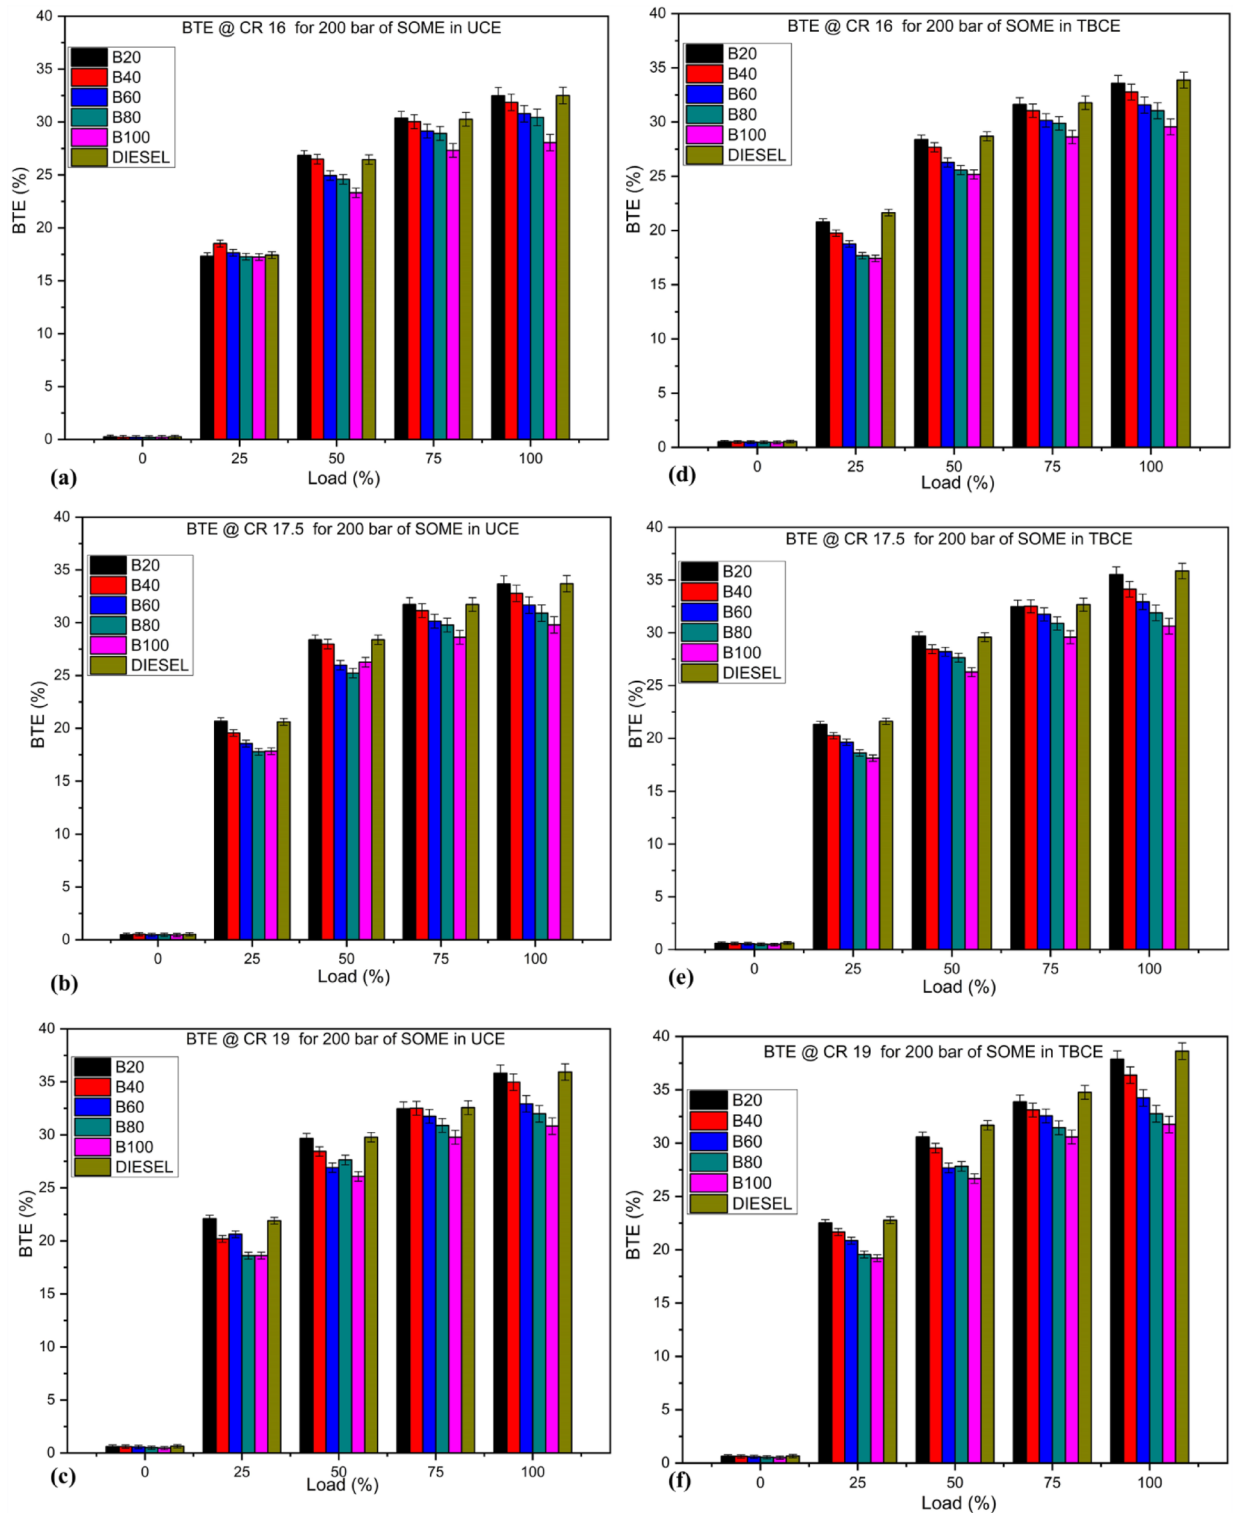 BTE @ CR 16 for 200 bar of SOME in UCE
B20
B40
B60
B80
B100
DIESEL
BTE (%)
40
35
30
25
20
15
10
5
0
0 25 50 75 100
Load (%)
(a)
BTE @ CR 16 for 200 bar of SOME in TBCE
B20
B40
B60
B80
B100
DIESEL
BTE (%)
40
35
30
25
20
15
10
5
0
0 25 50 75 100
Load (%)
(d)
BTE @ CR 17.5 for 200 bar of SOME in UCE
B20
B40
B60
B80
B100
DIESEL
BTE (%)
40
35
30
25
20
15
10
5
0
0 25 50 75 100
Load (%)
(b)
BTE @ CR 17.5 for 200 bar of SOME in TBCE
B20
B40
B60
B80
B100
DIESEL
BTE (%)
40
35
30
25
20
15
10
5
0
0 25 50 75 100
Load (%)
(e)
BTE @ CR 19 for 200 bar of SOME in UCE
B20
B40
B60
B80
B100
DIESEL
BTE (%)
40
35
30
25
20
15
10
5
0
0 25 50 75 100
Load (%)
(c)
BTE @ CR 19 for 200 bar of SOME in TBCE
B20
B40
B60
B80
B100
DIESEL
BTE (%)
40
35
30
25
20
15
10
5
0
0 25 50 75 100
Load (%)
(f)